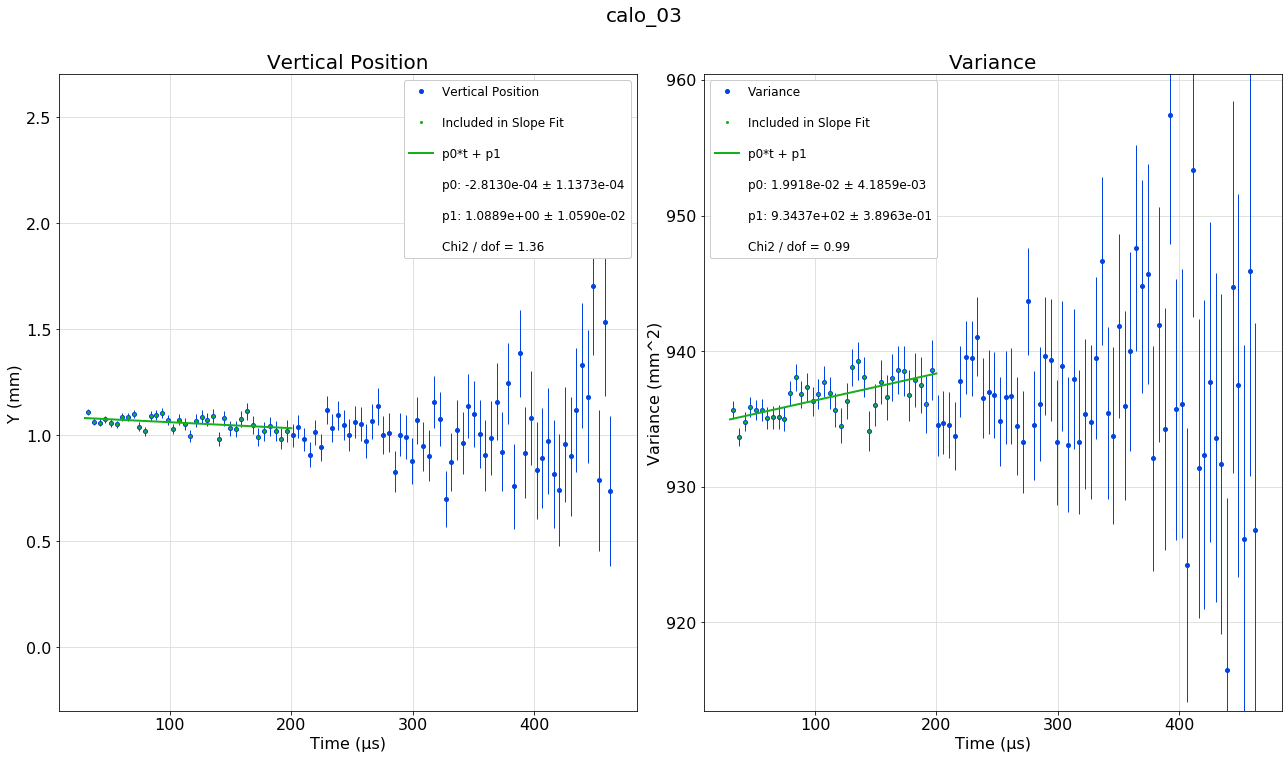 calo_03
Vertical Position
Vertical Position
Included in Slope Fit
p0*t + p1
p0: -2.8130e-04 ± 1.1373e-04
p1: 1.0889e+00 ± 1.0590e-02
Chi2 / dof = 1.36
2.5
2.0
1.5
1.0
0.5
0.0
Y (mm)
100 200 300 400
Time (μs)
Variance
Variance
Included in Slope Fit
p0*t + p1
p0: 1.9918e-02 ± 4.1859e-03
p1: 9.3437e+02 ± 3.8963e-01
Chi2 / dof = 0.99
960
950
940
930
920
Variance (mm^2)
100 200 300 400
Time (μs)